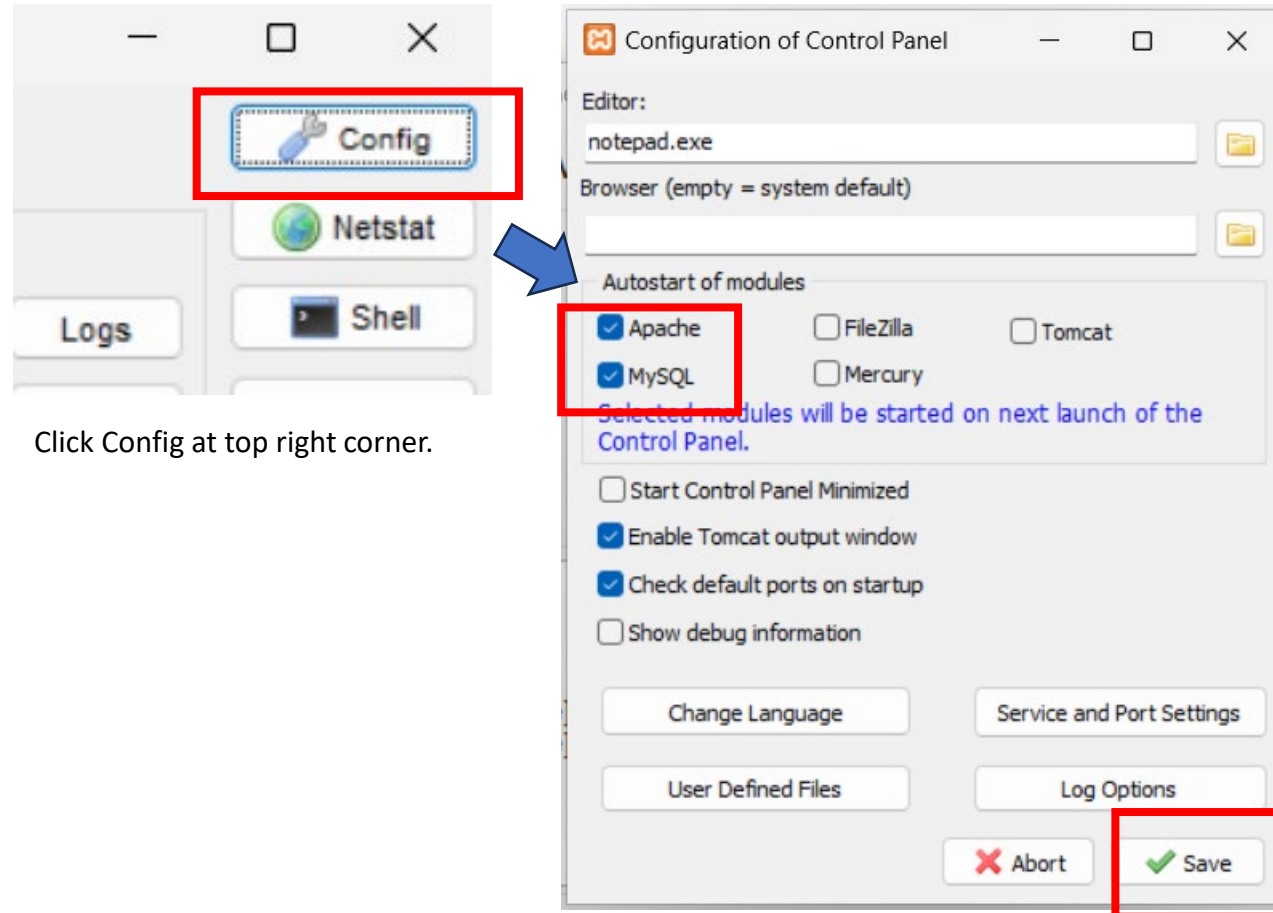 Config
Netstat
Logs
Shell
Click Config at top right corner.
Configuration of Control Panel
Editor:
notepad.exe
Browser (empty = system default)
Autostart of modules
Apache
FileZilla
Tomcat
MySQL
Mercury
Selected modules will be started on next launch of the
Control Panel.
Start Control Panel Minimized
Enable Tomcat output window
Check default ports on startup
Show debug information
Change Language
Service and Port Settings
User Defined Files
Log Options
Abort
Save